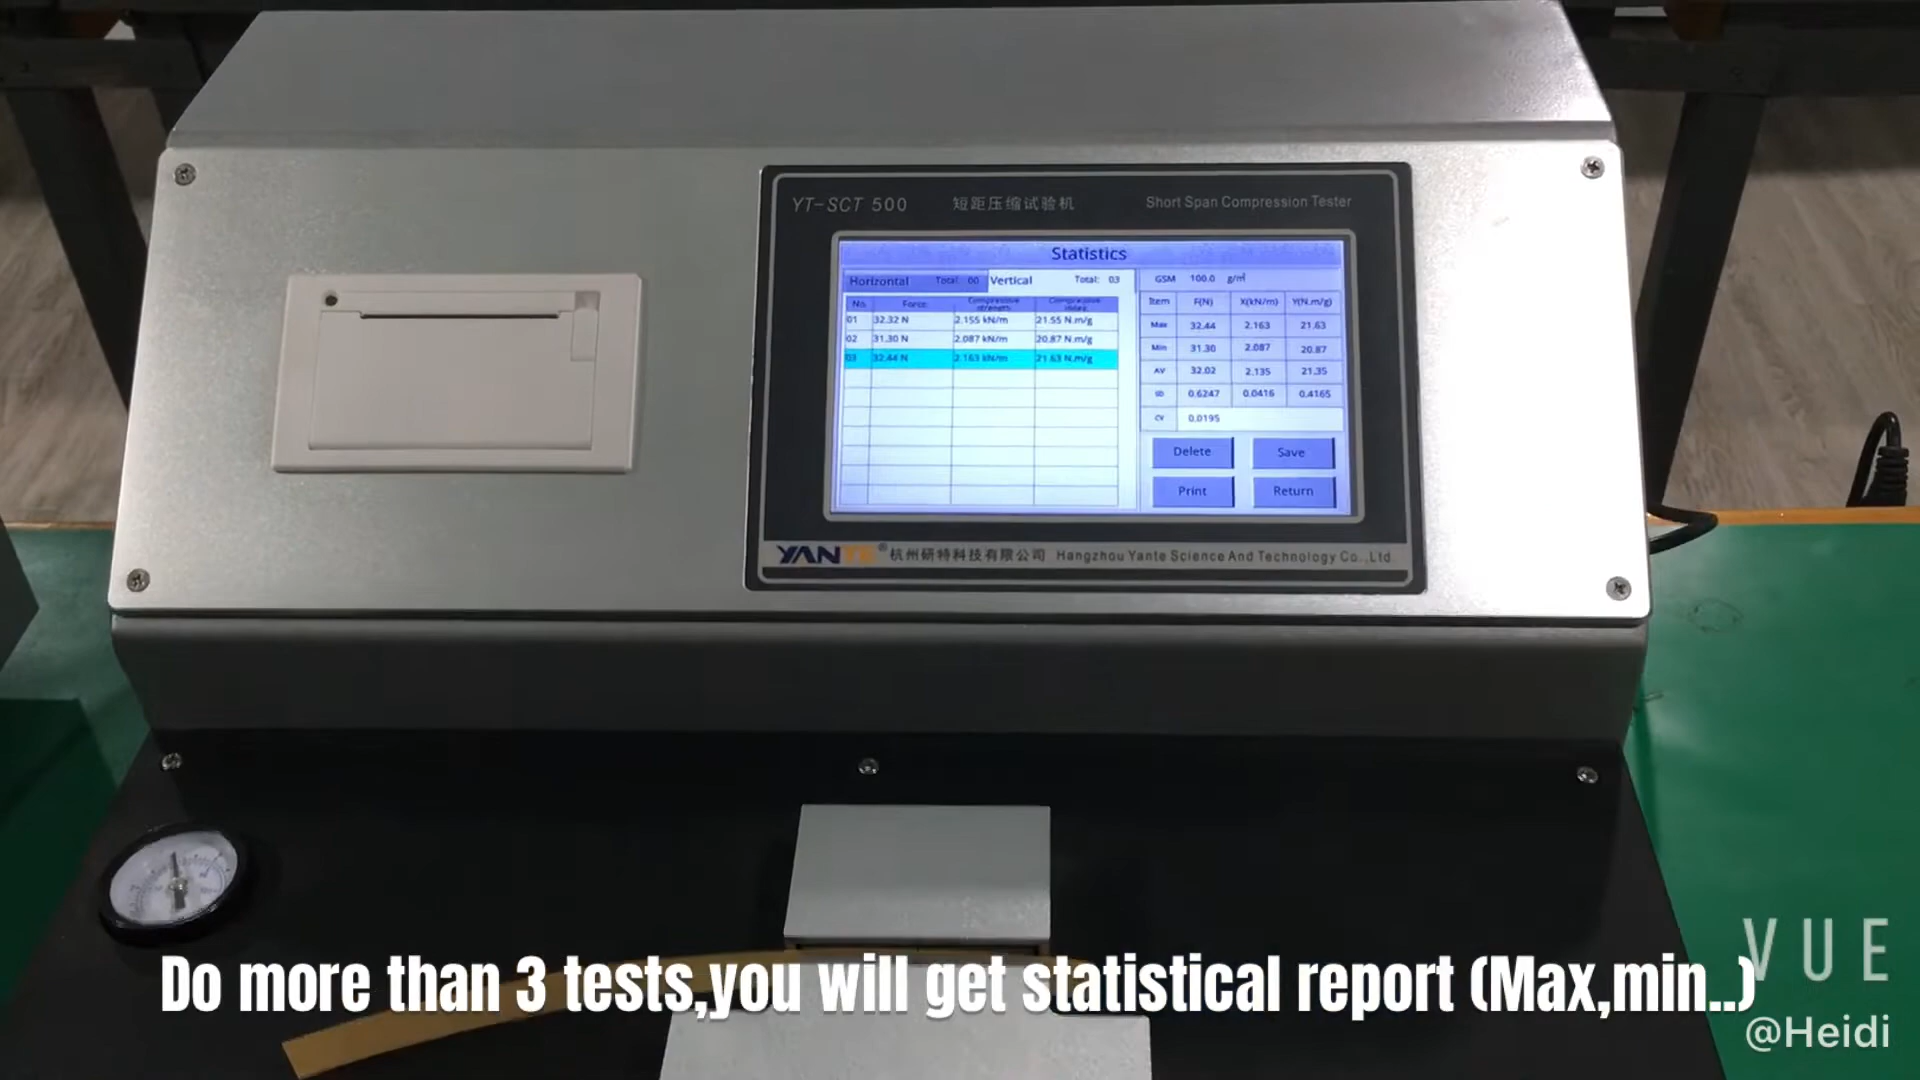 YT-SCT 500 短距压缩试验机 Short Span Compression Tester
Statistics
Horizontal Total: 00 Vertical Total: 03
GSM 100.0 g/㎡
No. Force Compressive strength Compressive index
01 32.32 N 2.155 kN/m 21.55 N.m/g
02 31.30 N 2.087 kN/m 20.87 N.m/g
03 32.44 N 2.163 kN/m 21.63 N.m/g
Item F(N) X(kN/m) Y(N.m/g)
Max 32.44 2.163 21.63
Min 31.30 2.087 20.87
AV 32.02 2.135 21.35
SD 0.6247 0.0416 0.4165
CV 0.0195
Delete Save
Print Return
YANTE® 杭州研特科技有限公司 Hangzhou Yante Science And Technology Co.,Ltd.
Do more than 3 tests,you will get statistical report (Max,min..)
VUE
@Heidi